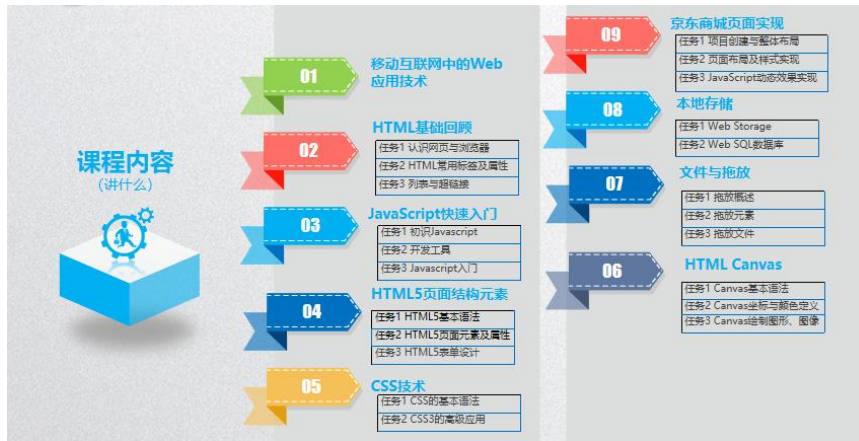 课程内容
(讲什么)
01
移动互联网中的Web
应用技术
02
HTML基础回顾
任务1 认识网页与浏览器
任务2 HTML常用标签及属性
任务3 列表与超链接
03
JavaScript快速入门
任务1 初识Javascript
任务2 开发工具
任务3 Javascript入门
04
HTML5页面结构元素
任务1 HTML5基本语法
任务2 HTML5页面元素及属性
任务3 HTML5表单设计
05
CSS技术
任务1 CSS的基本语法
任务2 CSS3的高级应用
09
京东商城页面实现
任务1 项目创建与整体布局
任务2 页面布局及样式实现
任务3 JavaScript动态效果实现
08
本地存储
任务1 Web Storage
任务2 Web SQL数据库
07
文件与拖放
任务1 拖放概述
任务2 拖放元素
任务3 拖放文件
06
HTML Canvas
任务1 Canvas基本语法
任务2 Canvas坐标与颜色定义
任务3 Canvas绘制图形、图像